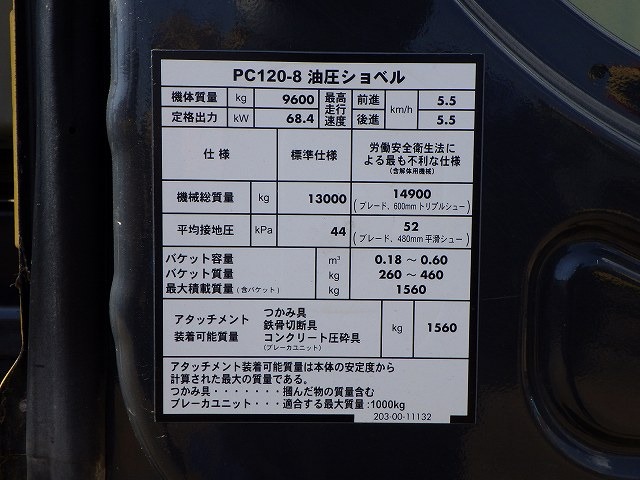 PC120-8 油圧ショベル
機体質量 kg 9600 最高走行速度 前進 km/h 5.5
定格出力 kW 68.4 後進 5.5
仕様 標準仕様 労働安全衛生法に
よる最も不利な仕様
(含解体用機械)
機械総質量 kg 13000 14900
(ブレード、600mmトリプルシュー)
平均接地圧 kPa 44 52
(ブレード、480mm平滑シュー)
バケット容量 m³ 0.18 ～ 0.60
バケット質量 kg 260 ～ 460
最大積載質量(含バケット) kg 1560
アタッチメント装着可能質量 つかみ具 kg 1560
鉄骨切断具
コンクリート圧砕具
(ブレーカユニット)
アタッチメント装着可能質量は本体の安定度から
計算された最大の質量である。
つかみ具・・・・・・・掴んだ物の質量含む
ブレーカユニット・・・適合する最大質量:1000kg
203-00-11132